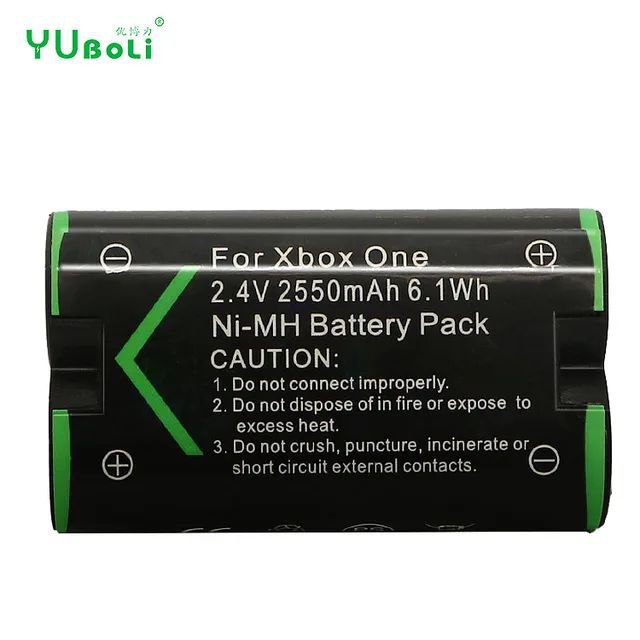 YUBoLi 优博力®
For Xbox One
2.4V 2550mAh 6.1Wh
Ni-MH Battery Pack
CAUTION:
1. Do not connect improperly.
2. Do not dispose of in fire or expose to
excess heat.
3. Do not crush, puncture, incinerate or
short circuit external contacts.